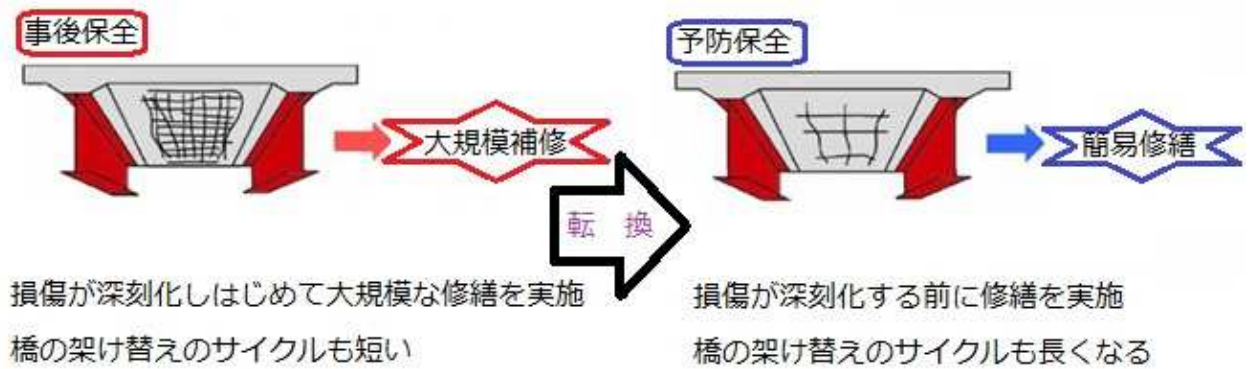 事後保全
大規模補修
損傷が深刻化しはじめて大規模な修繕を実施
橋の架け替えのサイクルも短い
転 換
予防保全
簡易修繕
損傷が深刻化する前に修繕を実施
橋の架け替えのサイクルも長くなる